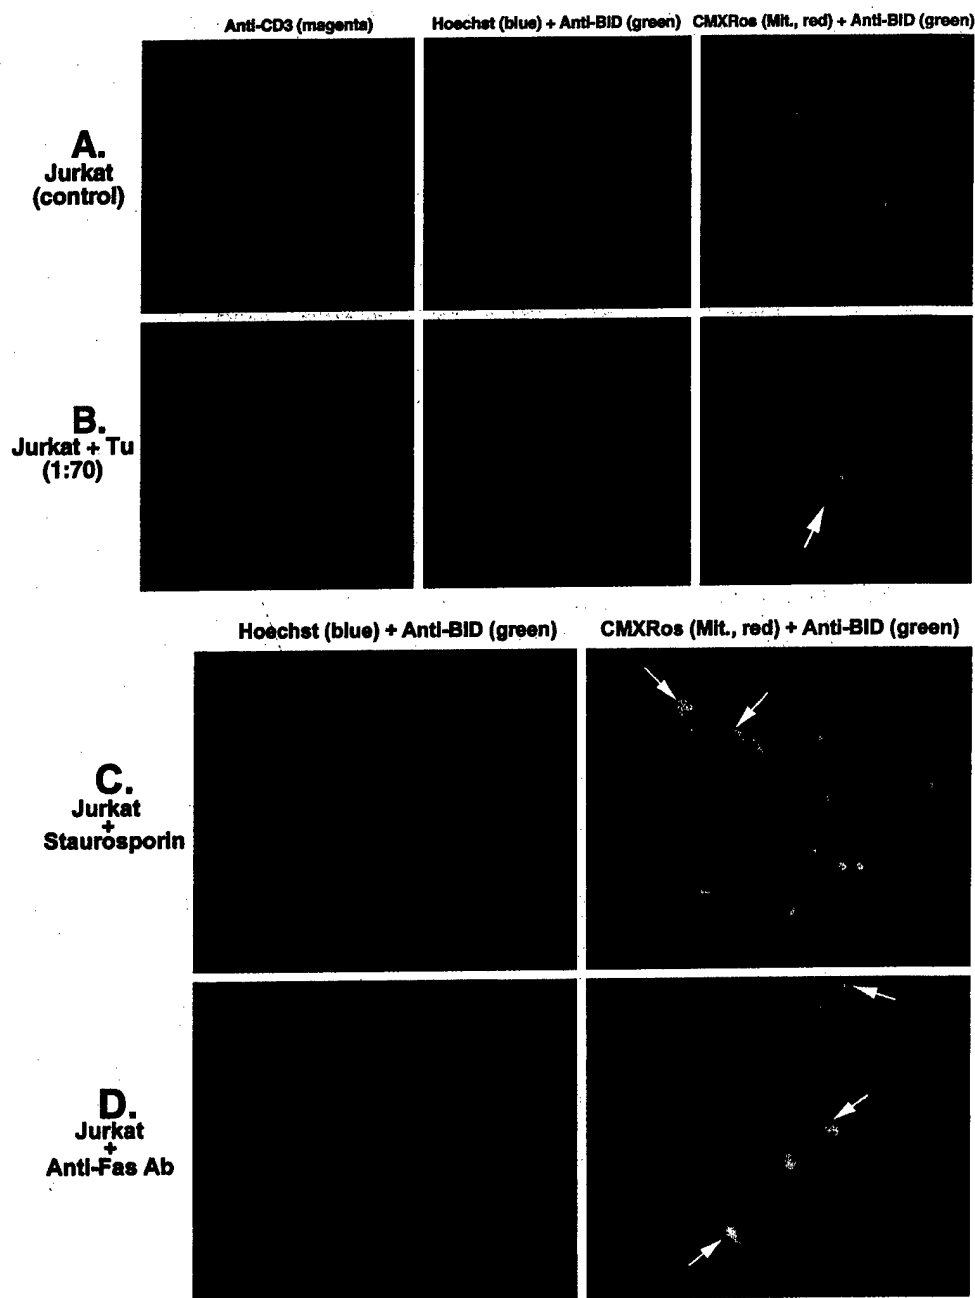 Anti-CD3 (magenta) Hoechst (blue) + Anti-BID (green) CMXRos (Mit., red) + Anti-BID (green)
A.
Jurkat
(control)
B.
Jurkat + Tu
(1:70)
Hoechst (blue) + Anti-BID (green) CMXRos (Mit., red) + Anti-BID (green)
C.
Jurkat
+
Staurosporin
D.
Jurkat
+
Anti-Fas Ab